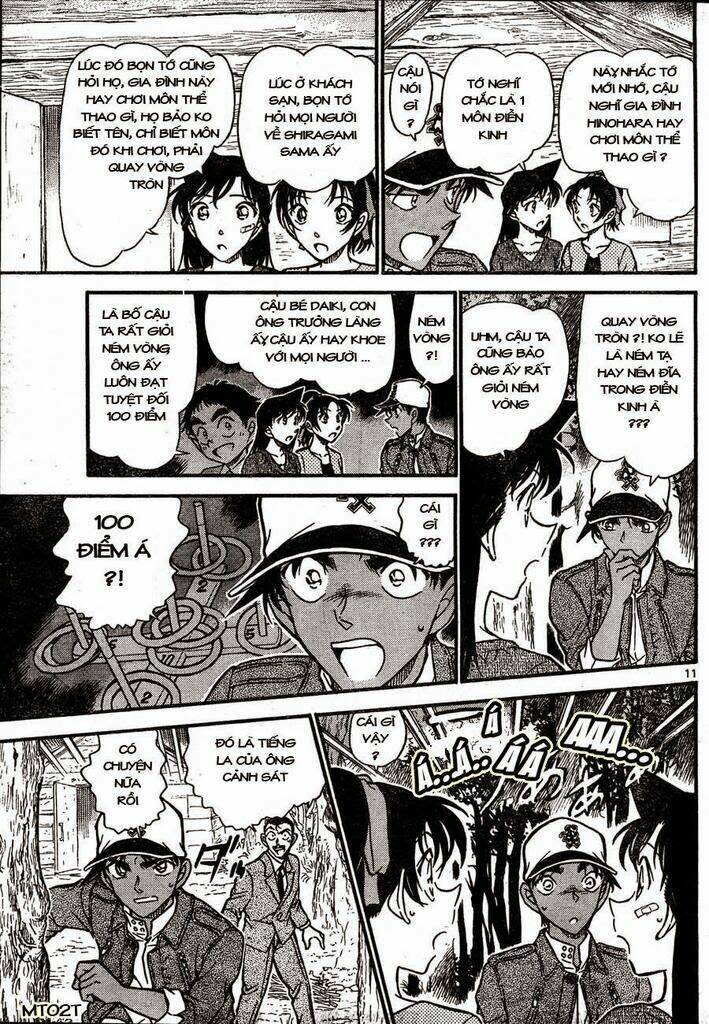 NÀY, NHẮC TỚ
MỚI NHỚ, CẬU
NGHĨ GIA ĐÌNH
HINOHARA HAY
CHƠI MÔN THỂ
THAO GÌ ?
TỚ NGHĨ
CHẮC LÀ 1
MÔN ĐIỀN
KINH
CẬU
NÓI
GÌ ?
LÚC Ở KHÁCH
SẠN, BỌN TỚ
HỎI MỌI NGƯỜI
VỀ SHIRAGAMI
SAMA ẤY
LÚC ĐÓ BỌN TỚ CŨNG
HỎI HỌ, GIA ĐÌNH NÀY
HAY CHƠI MÔN THỂ
THAO GÌ, HỌ BẢO KO
BIẾT TÊN, CHỈ BIẾT MÔN
ĐÓ KHI CHƠI, PHẢI
QUAY VÒNG
TRÒN
QUAY VÒNG
TRÒN ?! KO LẼ
LÀ NÉM TẠ
HAY NÉM ĐĨA
TRONG ĐIỀN
KINH À
???
UHM, CẬU TA
CŨNG BẢO
ÔNG ẤY RẤT
GIỎI NÉM
VÒNG
NÉM
VÒNG
?!
CẬU BÉ DAIKI, CON
ÔNG TRƯỞNG LÀNG
ẤY, CẬU ẤY HAY KHOE
VỚI MỌI NGƯỜI ...
LÀ BỐ CẬU
TA RẤT GIỎI
NÉM VÒNG,
ÔNG ẤY
LUÔN ĐẠT
TUYỆT ĐỐI
100 ĐIỂM
CÁI
GÌ
???
100
ĐIỂM Á
?!
2
5
2
11
Á
Á..Á.. ÁÁ AAA...
CÁI GÌ
VẬY ?
ĐÓ LÀ TIẾNG
LA CỦA ÔNG
CẢNH SÁT
CÓ
CHUYỆN
NỮA
RỒI
MT02T